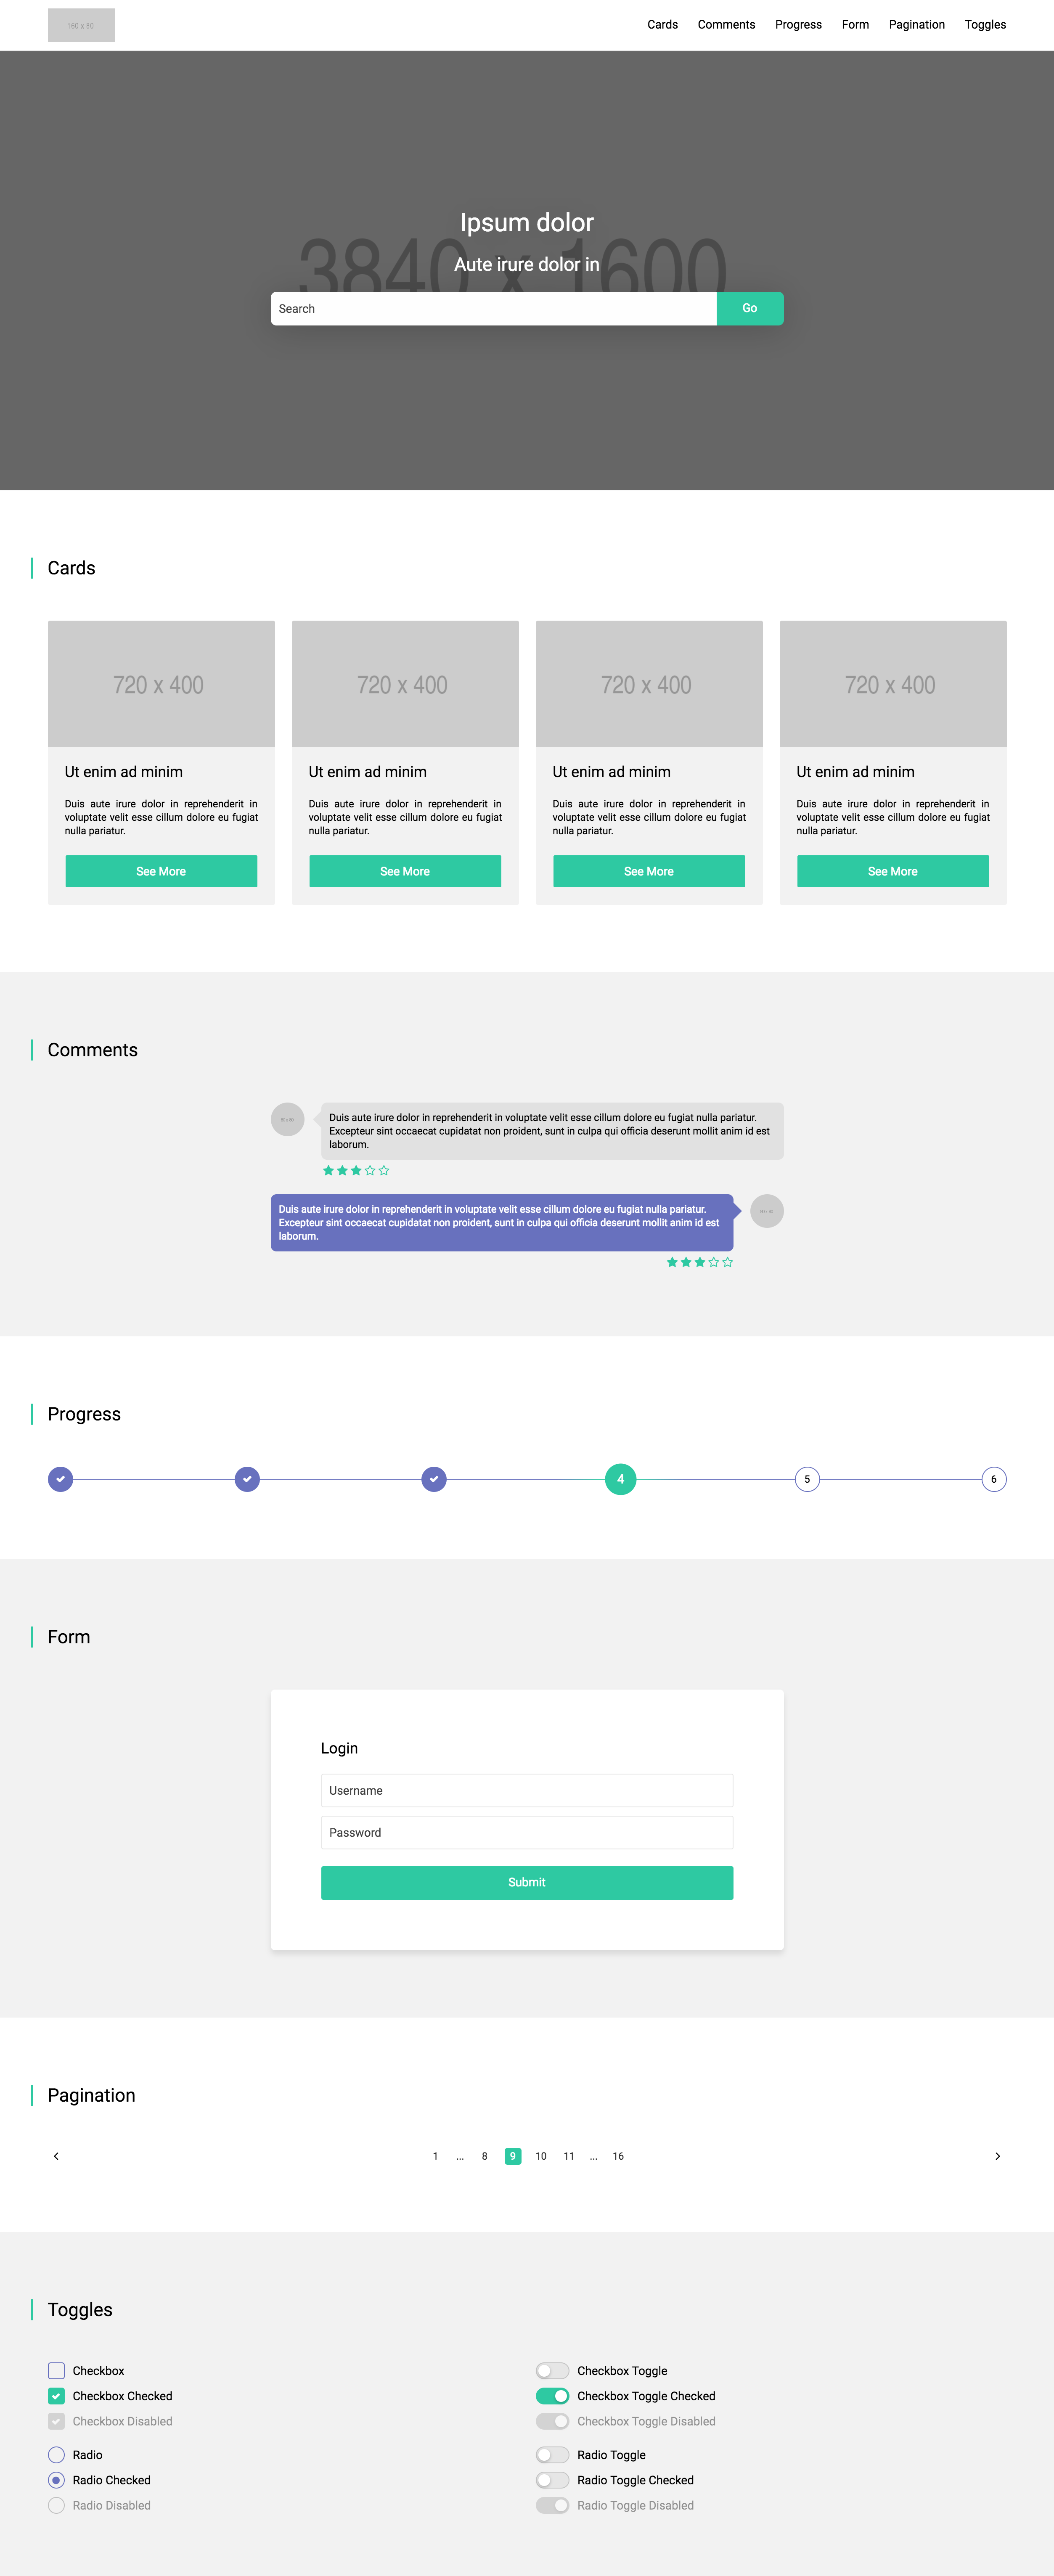 160 x 80
Cards
Comments
Progress
Form
Pagination
Toggles
3840 x 1600
Ipsum dolor
Aute irure dolor in
Search
Go
Cards
720 x 400
720 x 400
720 x 400
720 x 400
Ut enim ad minim
Duis aute irure dolor in reprehenderit in
voluptate velit esse cillum dolore eu fugiat
nulla pariatur.
See More
Ut enim ad minim
Duis aute irure dolor in reprehenderit in
voluptate velit esse cillum dolore eu fugiat
nulla pariatur.
See More
Ut enim ad minim
Duis aute irure dolor in reprehenderit in
voluptate velit esse cillum dolore eu fugiat
nulla pariatur.
See More
Ut enim ad minim
Duis aute irure dolor in reprehenderit in
voluptate velit esse cillum dolore eu fugiat
nulla pariatur.
See More
Comments
Duis aute irure dolor in reprehenderit in voluptate velit esse cillum dolore eu fugiat nulla pariatur.
Excepteur sint occaecat cupidatat non proident, sunt in culpa qui officia deserunt mollit anim id est
laborum.
Duis aute irure dolor in reprehenderit in voluptate velit esse cillum dolore eu fugiat nulla pariatur.
Excepteur sint occaecat cupidatat non proident, sunt in culpa qui officia deserunt mollit anim id est
laborum.
Progress
4
5
6
Form
Login
Username
Password
Submit
Pagination
1 ... 8 9 10 11 ... 16
Toggles
Checkbox
Checkbox Checked
Checkbox Disabled
Radio
Radio Checked
Radio Disabled
Checkbox Toggle
Checkbox Toggle Checked
Checkbox Toggle Disabled
Radio Toggle
Radio Toggle Checked
Radio Toggle Disabled